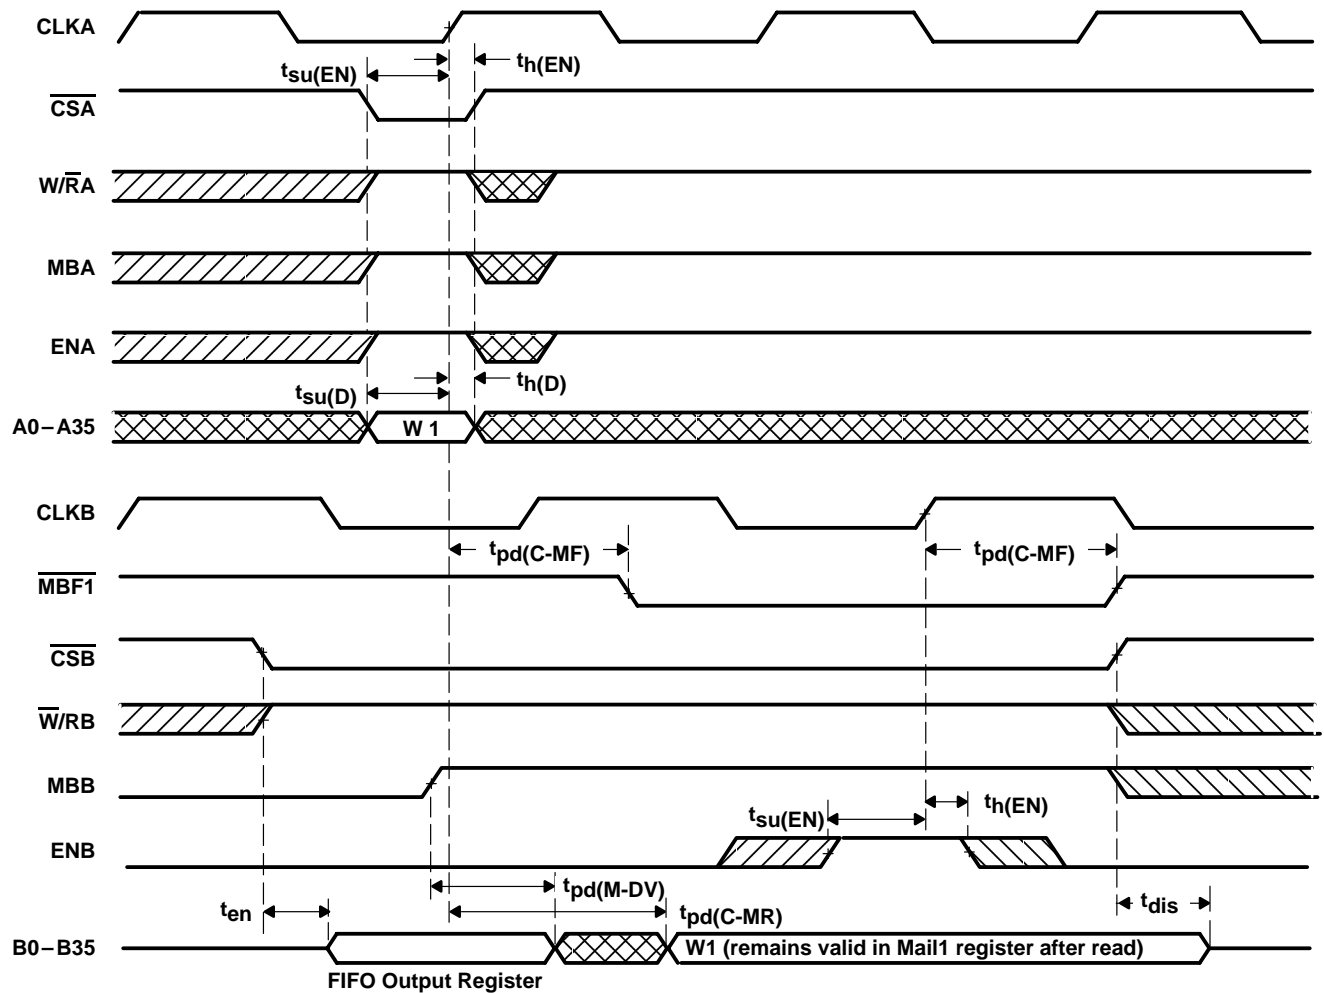 CLKA
tsu(EN)
th(EN)
CSA
W/RA
MBA
ENA
tsu(D)
th(D)
A0–A35
W 1
CLKB
tpd(C-MF)
tpd(C-MF)
MBF1
CSB
W/RB
MBB
tsu(EN)
th(EN)
ENB
tpd(M-DV)
ten
tpd(C-MR)
tdis
B0–B35
W1 (remains valid in Mail1 register after read)
FIFO Output Register